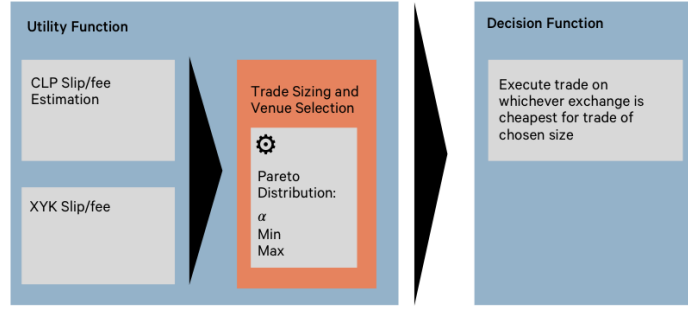 Utility Function
CLP Slip/fee
Estimation
XYK Slip/fee
Trade Sizing and
Venue Selection
Pareto
Distribution:
α
Min
Max
Decision Function
Execute trade on
whichever exchange is
cheapest for trade of
chosen size